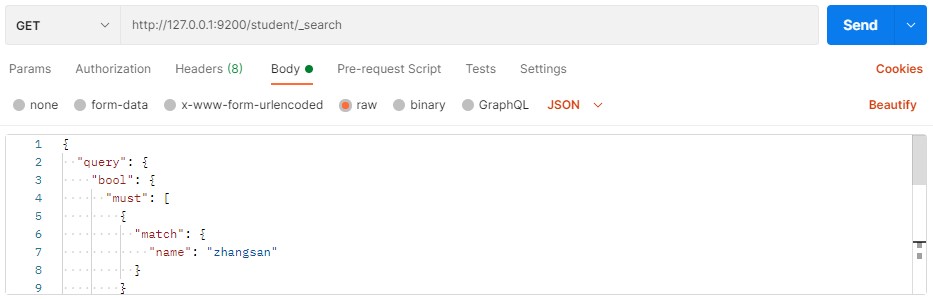 GET http://127.0.0.1:9200/student/_search Send
Params Authorization Headers (8) Body Pre-request Script Tests Settings Cookies
none form-data x-www-form-urlencoded raw binary GraphQL JSON Beautify
1 {
2 "query": {
3 "bool": {
4 "must": [
5 {
6 "match": {
7 "name": "zhangsan"
8 }
9 }